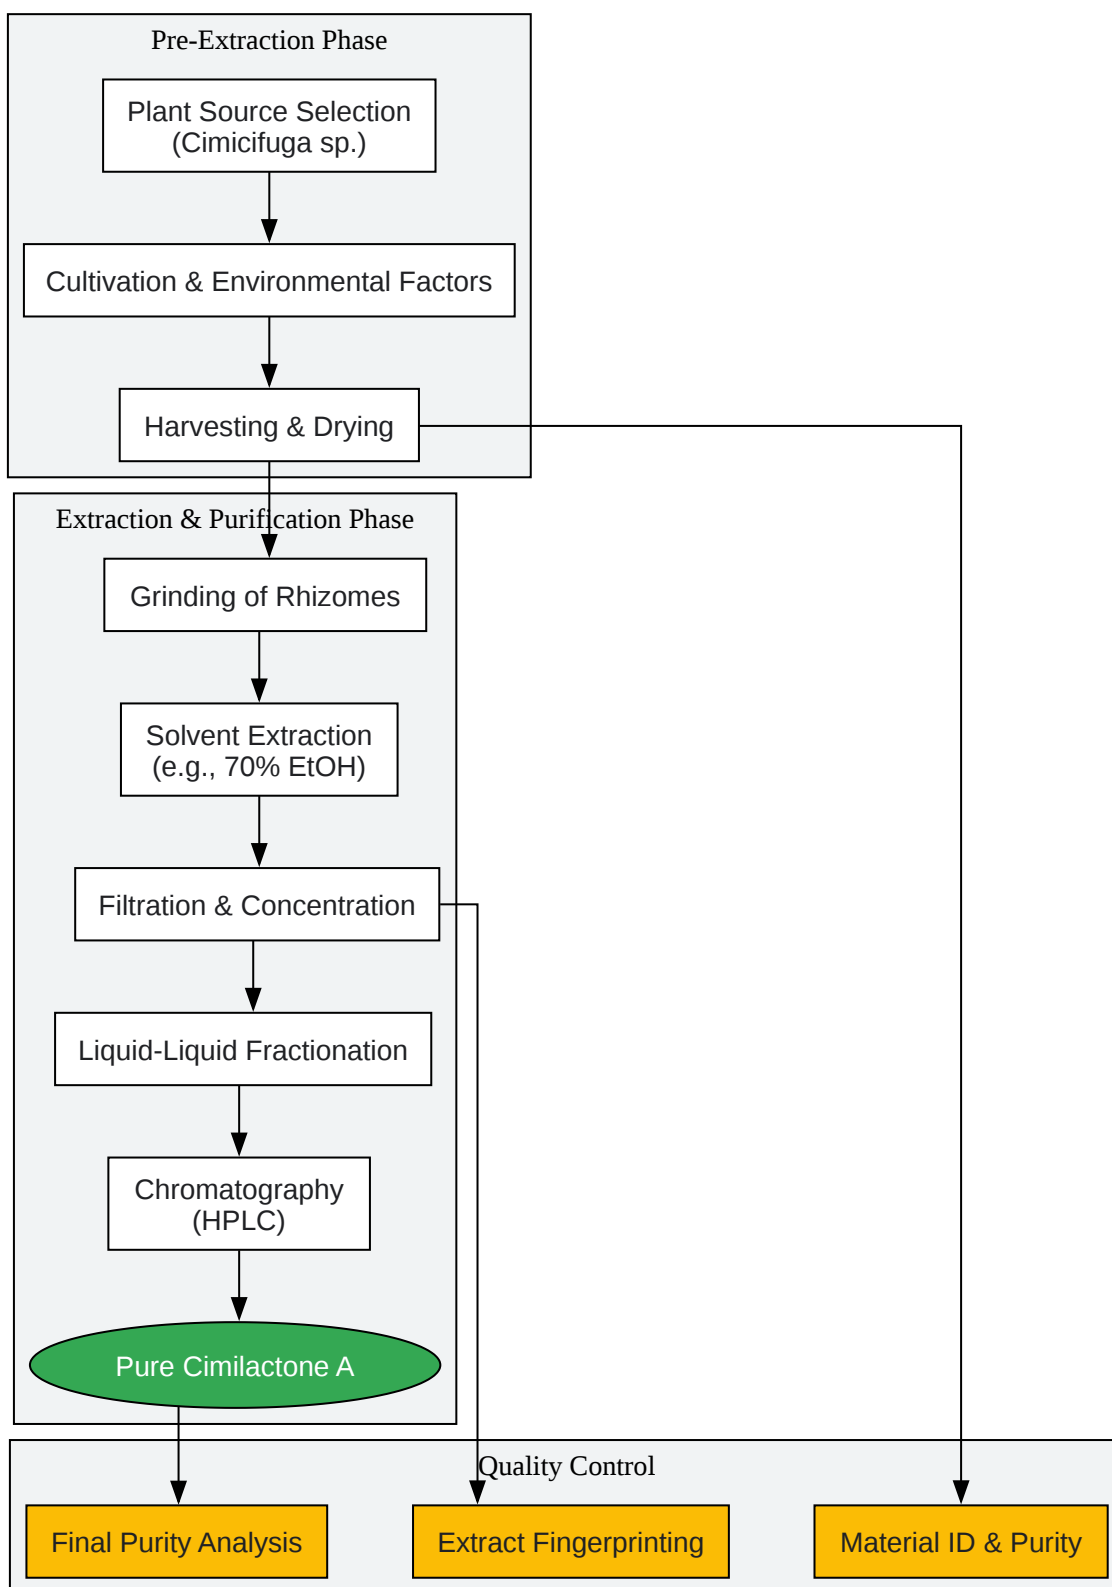 Pre-Extraction Phase
Plant Source Selection
(Cimicifuga sp.)
Cultivation & Environmental Factors
Harvesting & Drying
Extraction & Purification Phase
Grinding of Rhizomes
Solvent Extraction
(e.g., 70% EtOH)
Filtration & Concentration
Liquid-Liquid Fractionation
Chromatography
(HPLC)
Pure Cimilactone A
Quality Control
Final Purity Analysis
Extract Fingerprinting
Material ID & Purity